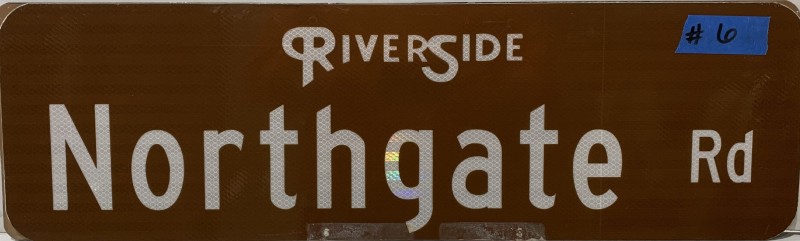 RIVERSIDE
# 6
Northgate Rd